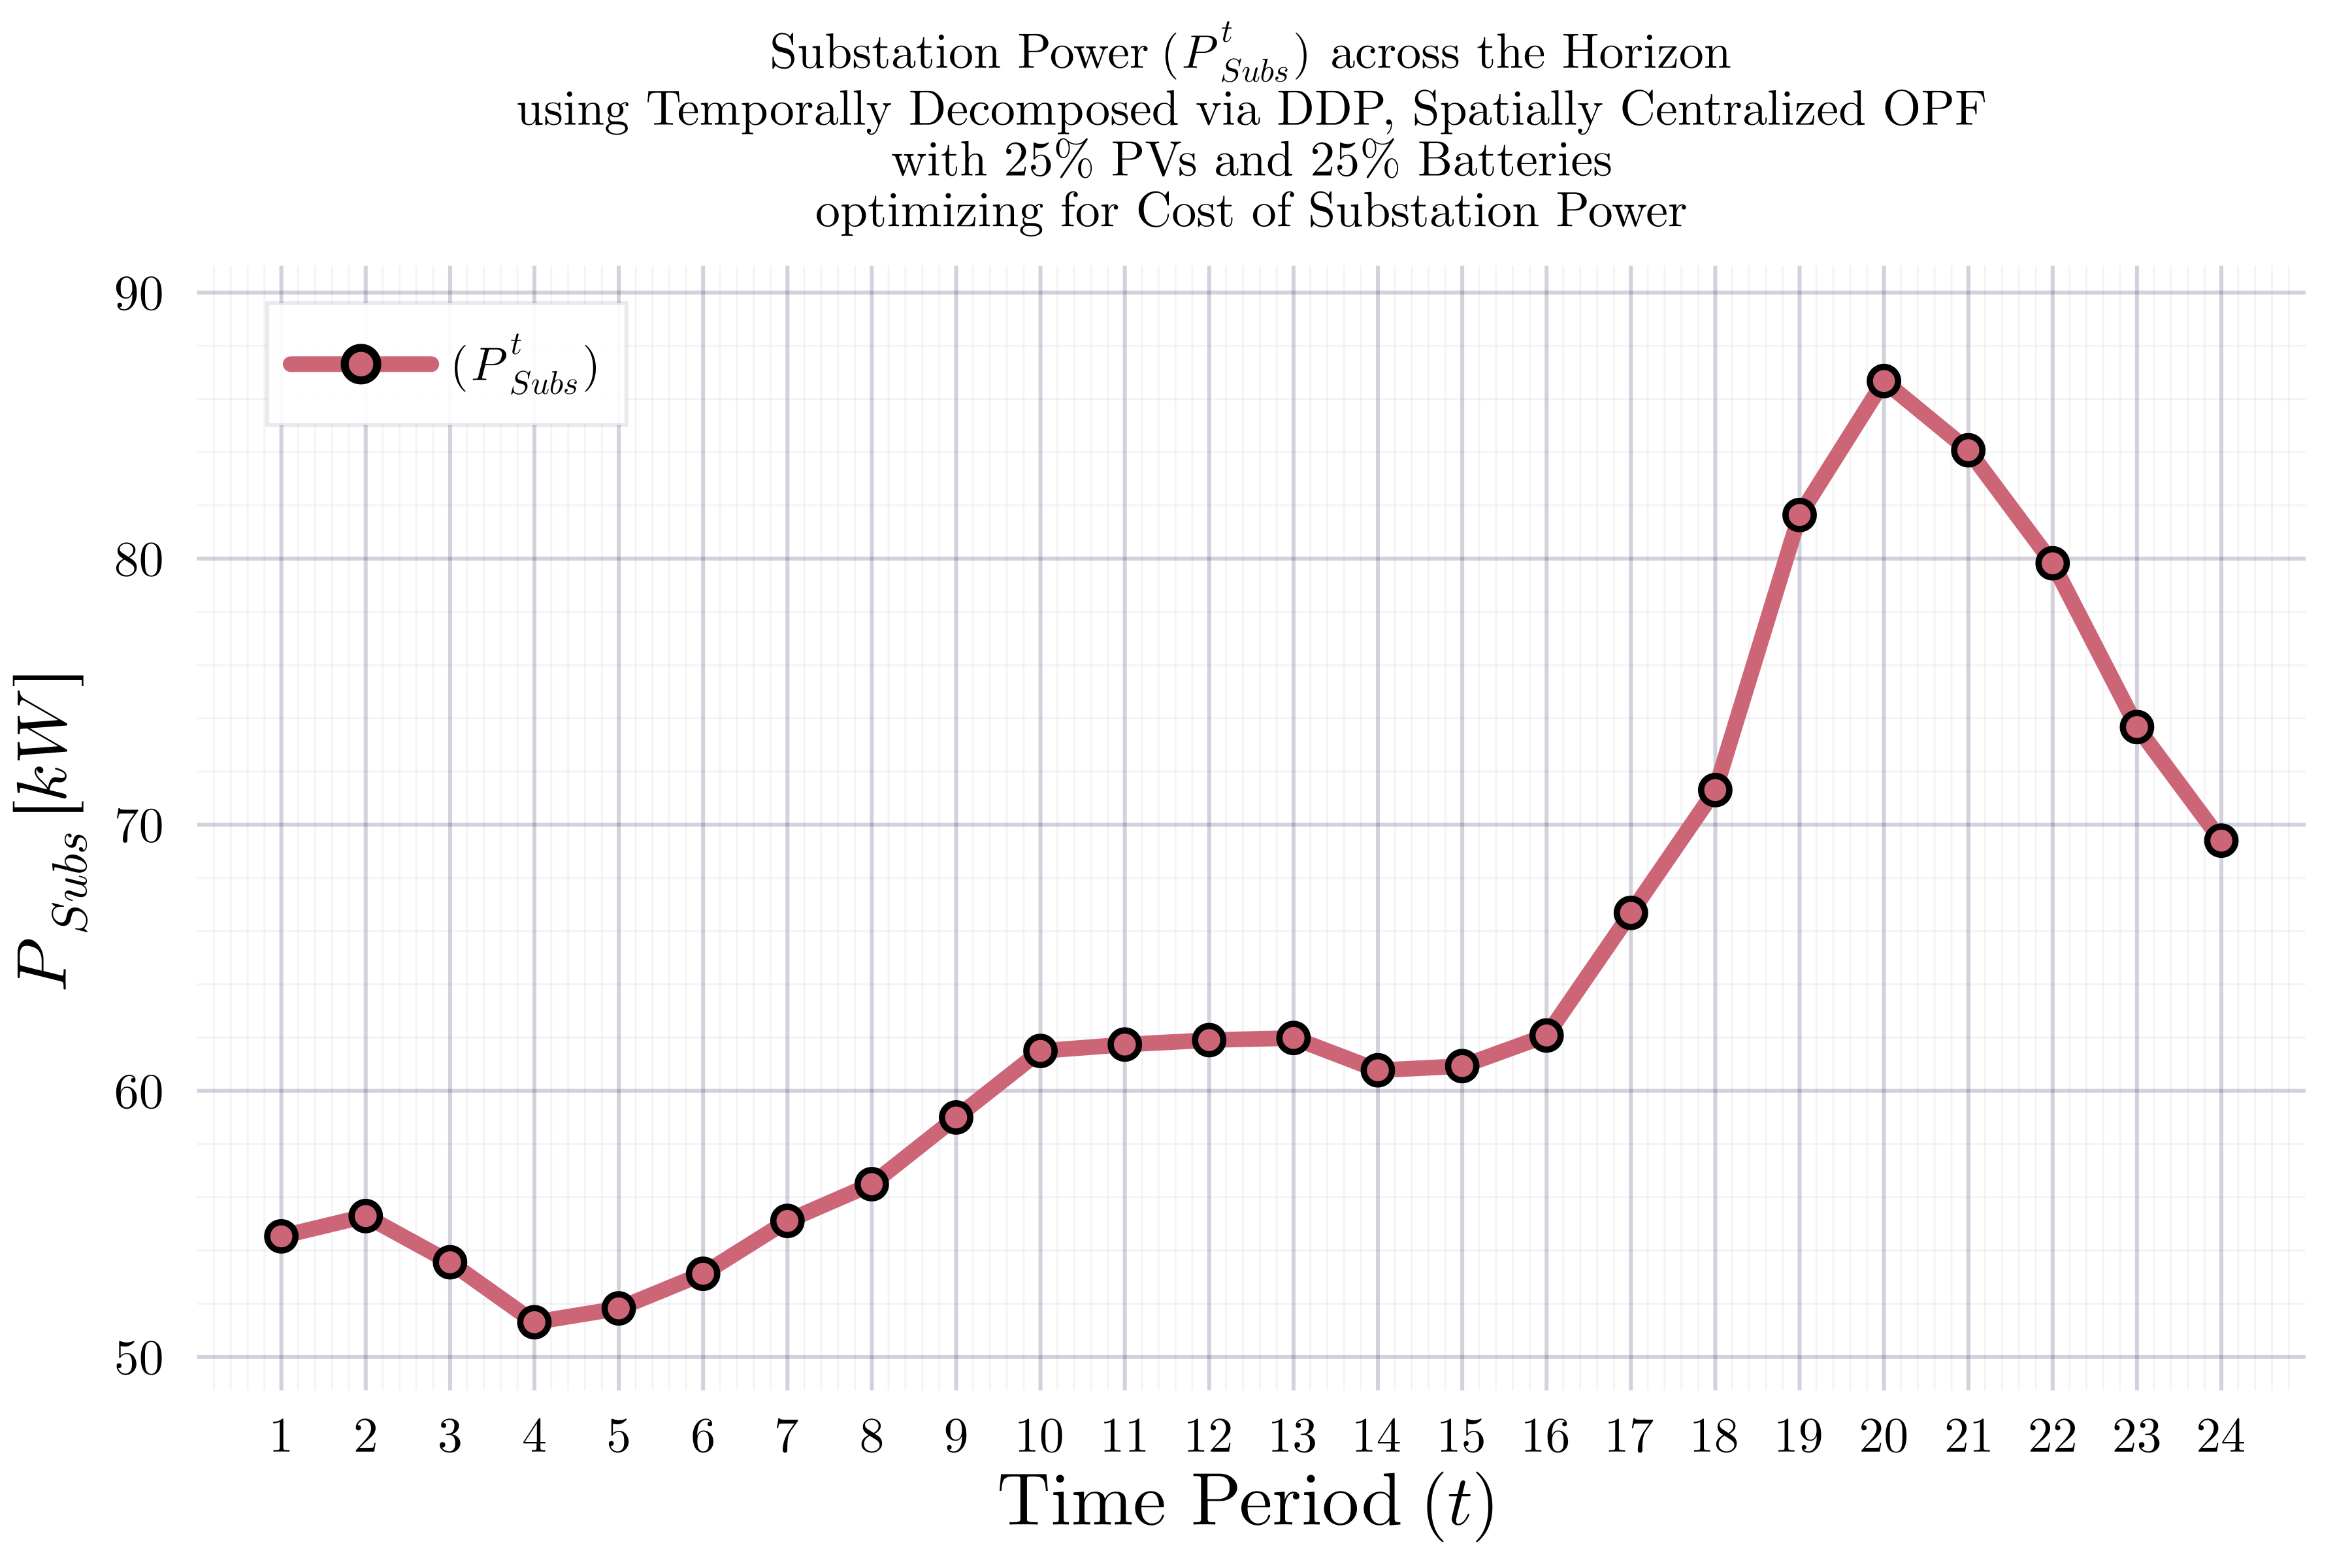 Substation Power (P^t_Subs) across the Horizon
using Temporally Decomposed via DDP, Spatially Centralized OPF
with 25% PVs and 25% Batteries
optimizing for Cost of Substation Power
(P^t_Subs)
90
80
70
60
50
P_Subs [kW]
1 2 3 4 5 6 7 8 9 10 11 12 13 14 15 16 17 18 19 20 21 22 23 24
Time Period (t)